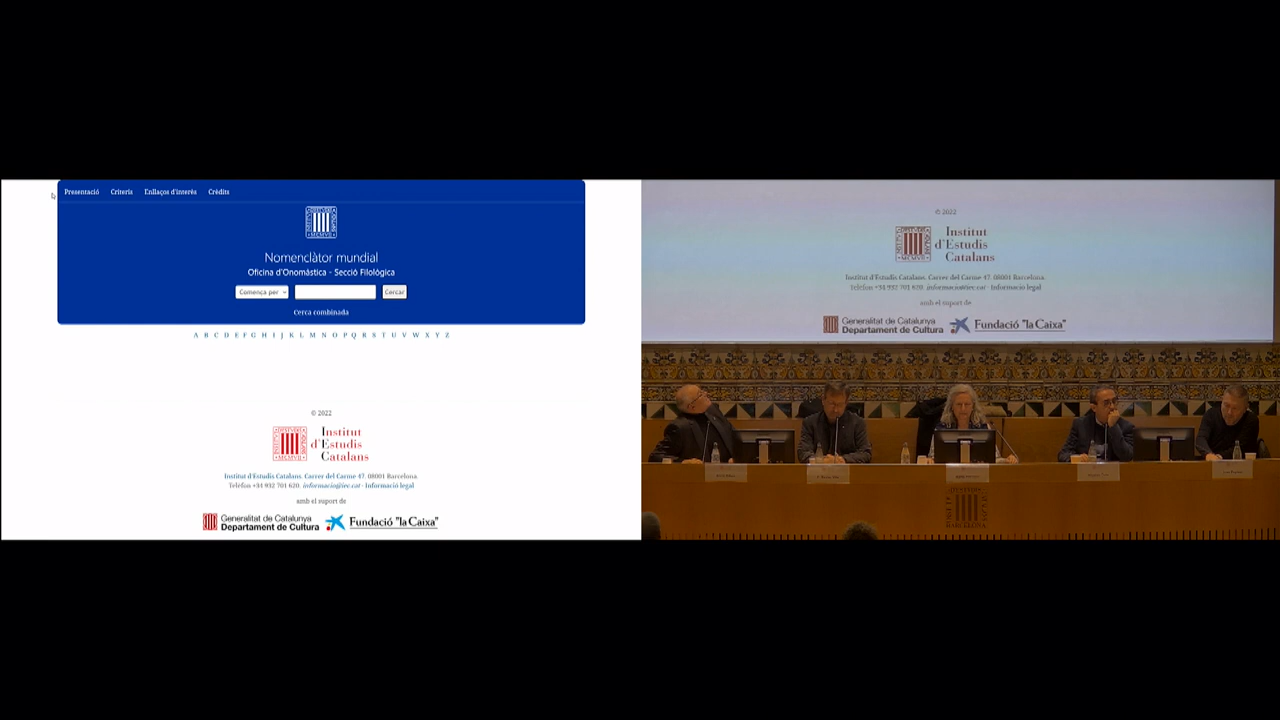 Presentació Criteris Enllaços d'interès Crèdits
Nomenclàtor mundial
Oficina d'Onomàstica - Secció Filològica
Comença per
Cercar
Cerca combinada
A B C D E F G H I J K L M N O P Q R S T U V W X Y Z
© 2022
Institut
d'Estudis
Catalans
Institut d'Estudis Catalans. Carrer del Carme 47. 08001 Barcelona.
Telèfon +34 932 701 620. informacio@iec.cat - Informació legal
amb el suport de
Generalitat de Catalunya
Departament de Cultura
Fundació "la Caixa"
© 2022
Institut
d'Estudis
Catalans
Institut d'Estudis Catalans. Carrer del Carme 47. 08001 Barcelona.
Telèfon +34 932 701 620. informacio@iec.cat - Informació legal
amb el suport de
Generalitat de Catalunya
Departament de Cultura
Fundació "la Caixa"
BARCELONA